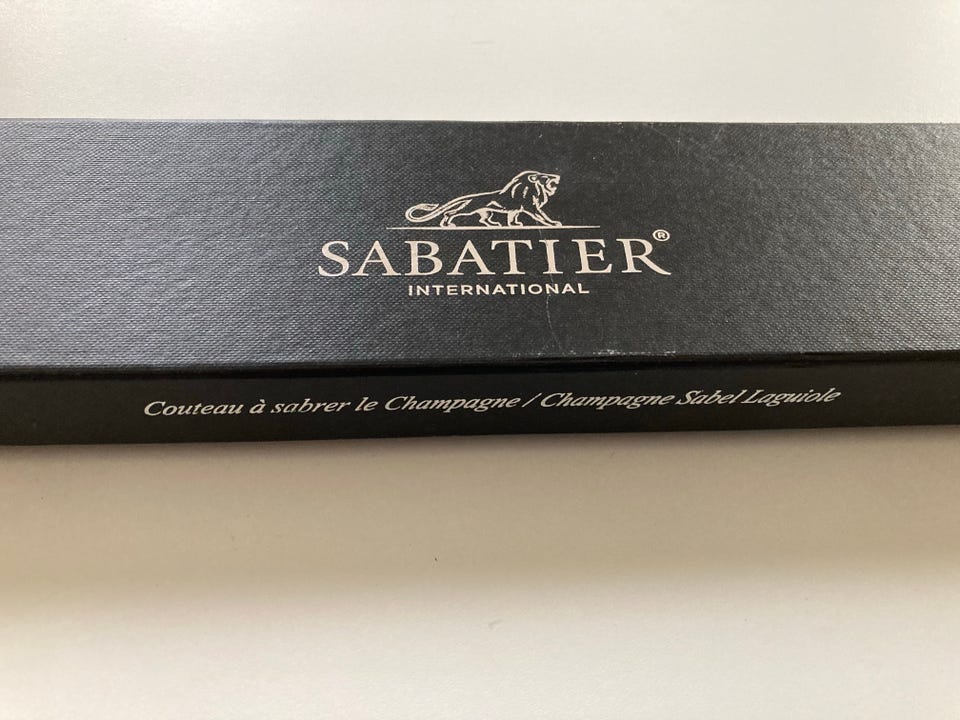 SABATIER®
INTERNATIONAL
Couteau à sabrer le Champagne / Champagne Sabel Laguiole